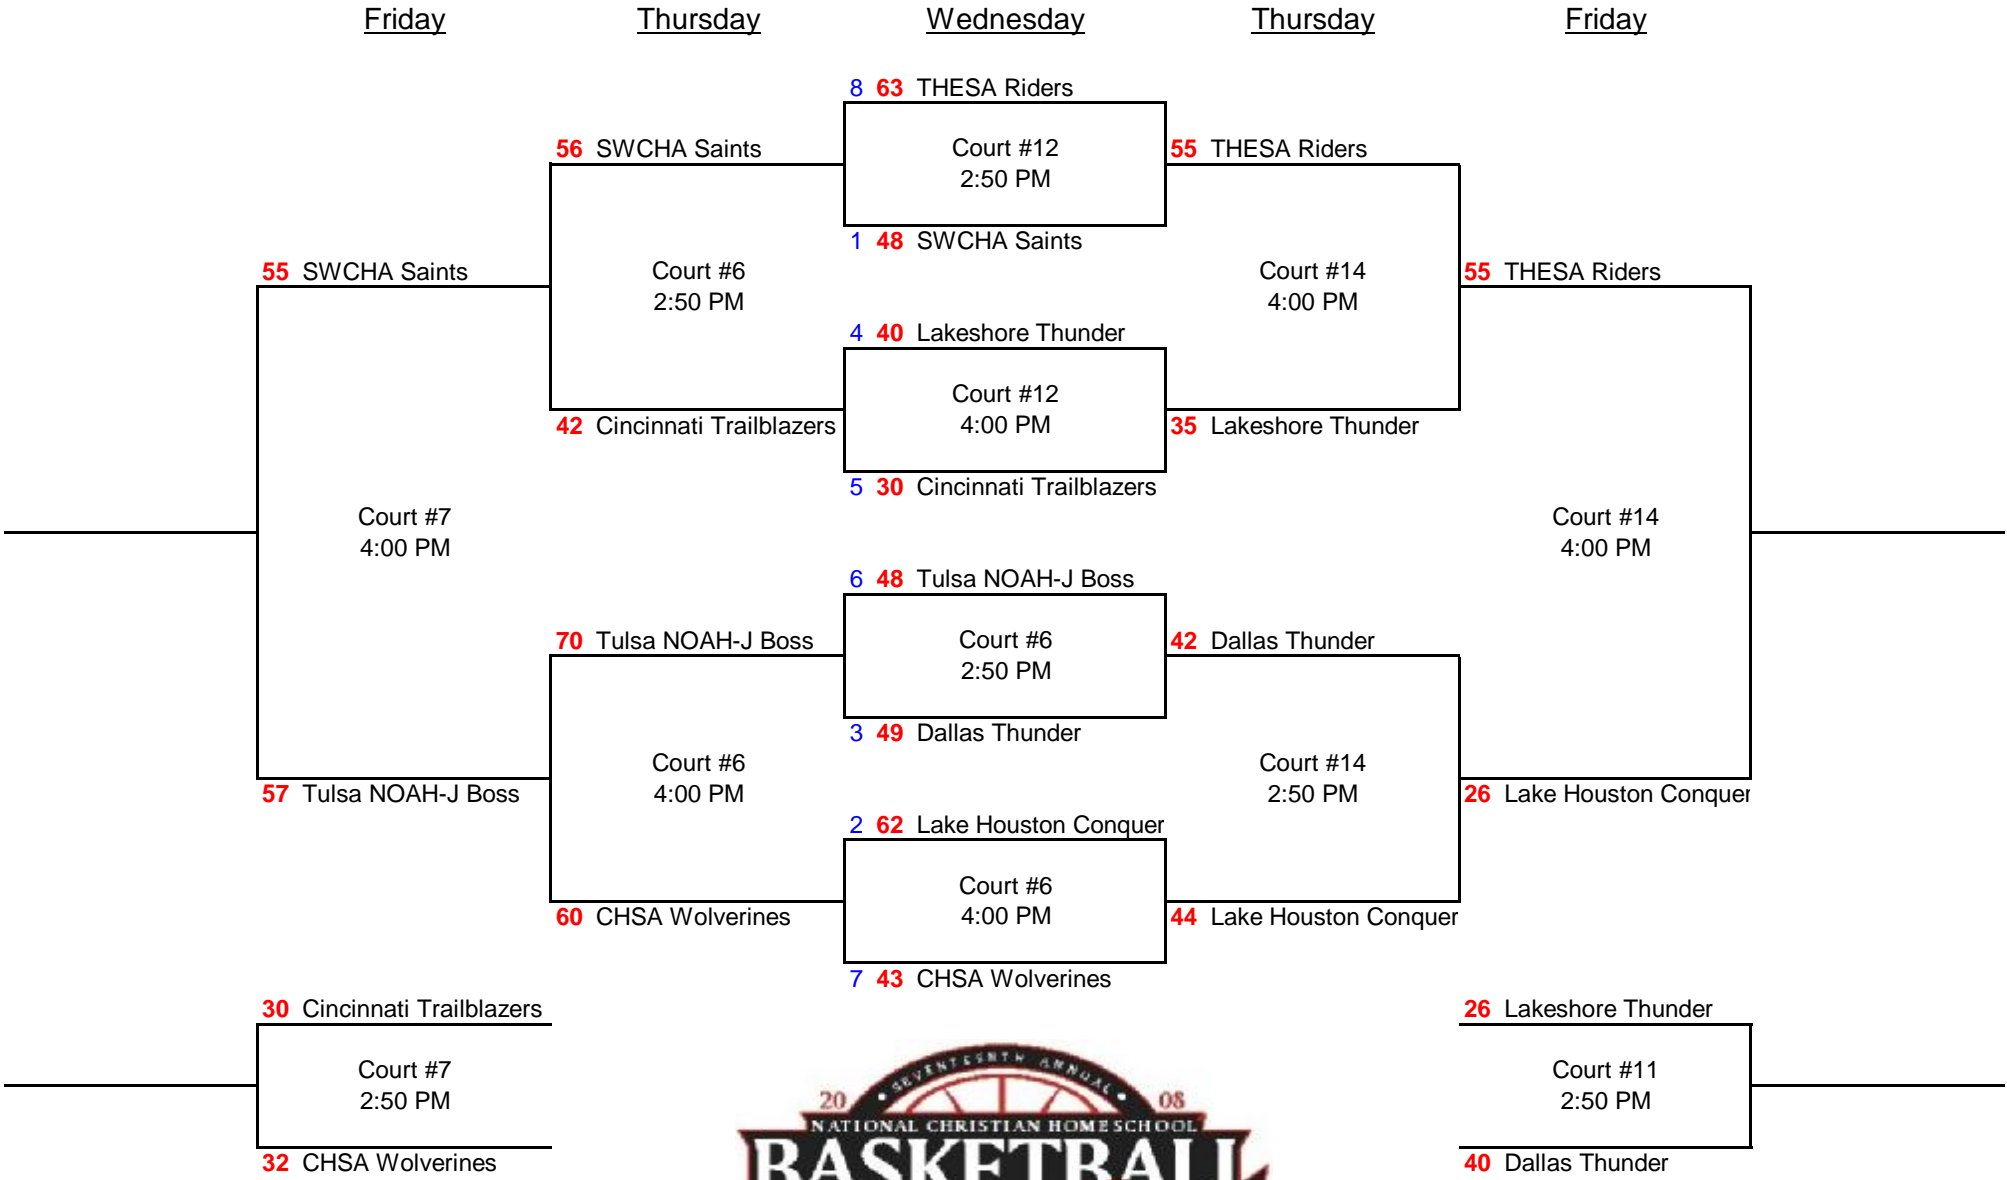 Friday Thursday Wednesday Thursday Friday
8 63 THESA Riders
56 SWCHA Saints Court #12 55 THESA Riders
2:50 PM
1 48 SWCHA Saints
55 SWCHA Saints Court #6 Court #14 55 THESA Riders
2:50 PM 4:00 PM
4 40 Lakeshore Thunder
Court #12
42 Cincinnati Trailblazers 4:00 PM 35 Lakeshore Thunder
5 30 Cincinnati Trailblazers
Court #7 Court #14
4:00 PM 4:00 PM
6 48 Tulsa NOAH-J Boss
70 Tulsa NOAH-J Boss Court #6 42 Dallas Thunder
2:50 PM
3 49 Dallas Thunder
Court #6 Court #14
57 Tulsa NOAH-J Boss 4:00 PM 2:50 PM 26 Lake Houston Conquer
2 62 Lake Houston Conquer
Court #6
60 CHSA Wolverines 4:00 PM 44 Lake Houston Conquer
7 43 CHSA Wolverines
30 Cincinnati Trailblazers 26 Lakeshore Thunder
Court #7 Court #11
2:50 PM 2:50 PM
32 CHSA Wolverines 40 Dallas Thunder
SEVENTEENTH ANNUAL
20 08
NATIONAL CHRISTIAN HOMESCHOOL
BASKETBALL